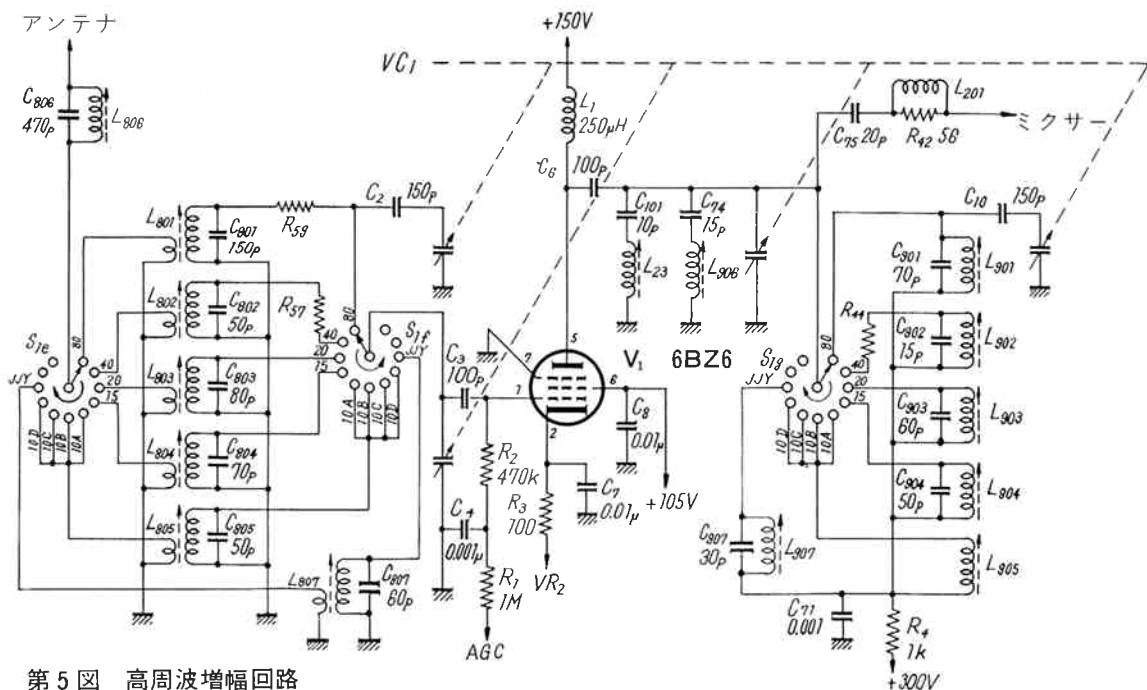 アンテナ
C806
470p
L806
+150V
VC1
L1
250μH
C6
100p
C75 20p
L201
R42 56
ミクサー
C101
10p
L23
C74
15p
L906
C10 150p
C2 150p
R59
L801
C801
150p
L802
C802
50p
R57
L803
C803
80p
L804
C804
70p
L805
C805
50p
S1e
80
40
20
15
JJY
10D
10C
10B
10A
S1f
80
40
20
15
JJY
10A
10B
10C
10D
L807
C807
60p
C3
100p
C4
0.001μ
R2
470k
R1
1M
AGC
7
1
5
6
2
V1 6BZ6
R3
100
VR2
C7
0.01μ
C8
0.01μ
+105V
S1g
80
40
20
15
JJY
10D
10C
10B
10A
C901
70p
L901
R44
C802
15p
L902
C903
60p
L903
C904
50p
L904
L905
C907
30p
L907
C71
0.001
R4
1k
+300V
第5図 高周波増幅回路